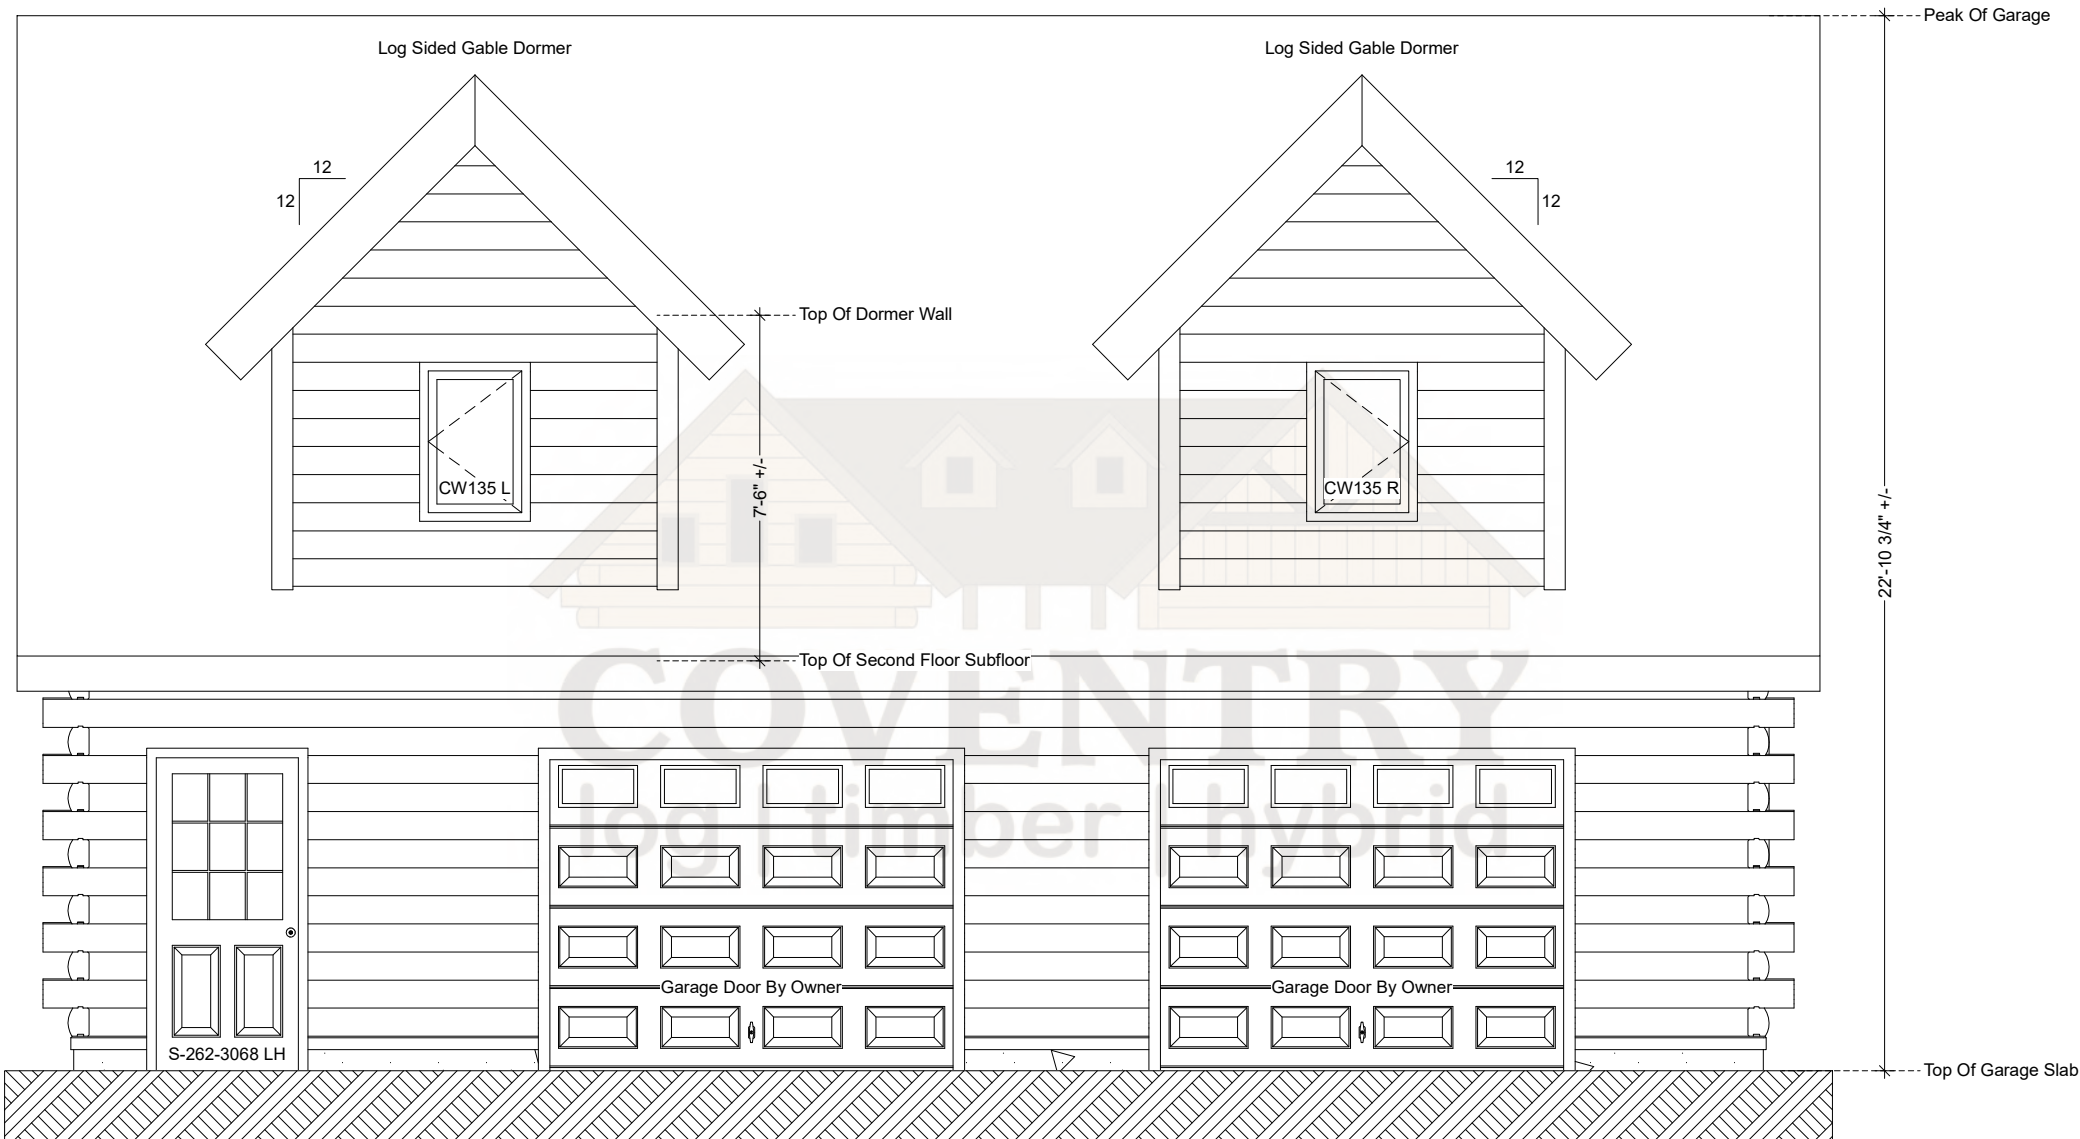 Peak Of Garage
Log Sided Gable Dormer
Log Sided Gable Dormer
12
12
12
12
Top Of Dormer Wall
7'-6" +/-
CW135 L
CW135 R
22'-10 3/4" +/-
Top Of Second Floor Subfloor
COVENTRY
log | timber | hybrid
Garage Door By Owner
Garage Door By Owner
S-262-3068 LH
Top Of Garage Slab